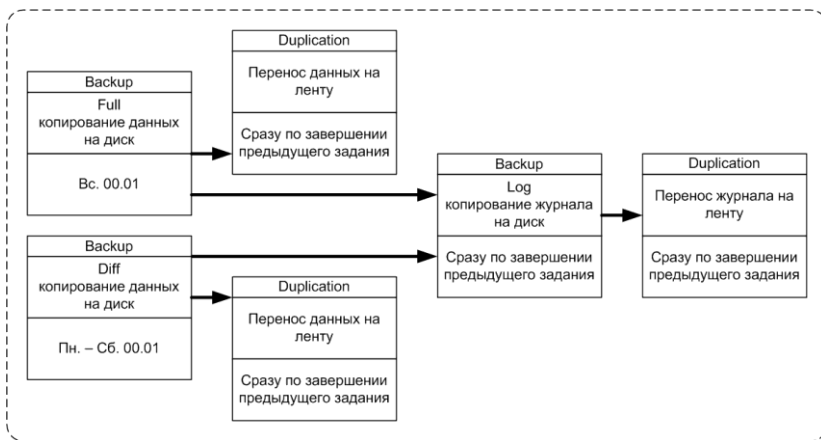 Backup
Full
копирование данных
на диск
Вс. 00.01
Duplication
Перенос данных на
ленту
Сразу по завершении
предыдущего задания
Backup
Diff
копирование данных
на диск
Пн. – Сб. 00.01
Duplication
Перенос данных на
ленту
Сразу по завершении
предыдущего задания
Backup
Log
копирование журнала
на диск
Сразу по завершении
предыдущего задания
Duplication
Перенос журнала на
ленту
Сразу по завершении
предыдущего задания